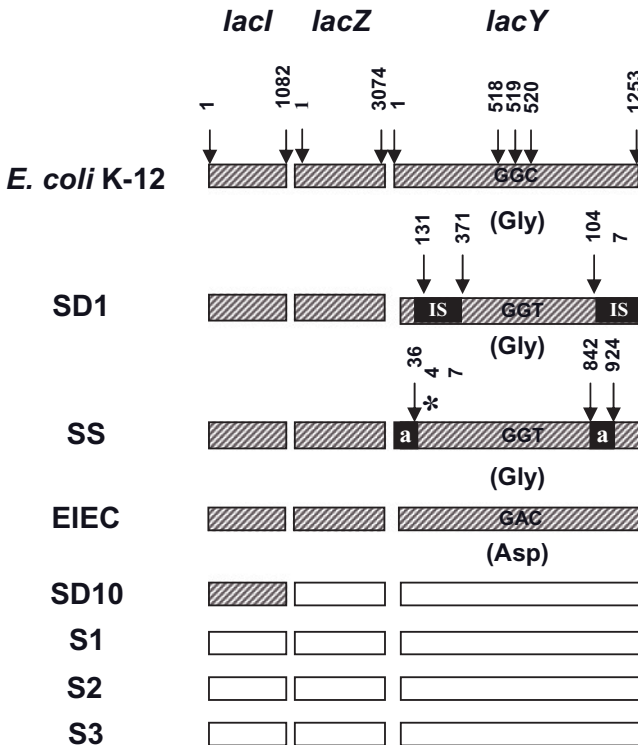 lacI lacZ lacY
1 1082 1 3074 1 518 519 520 1253
E. coli K-12 GGC
(Gly)
131 371 104 7
SD1 IS GGT IS
(Gly)
36 4 7 842 924
*
SS a GGT a
(Gly)
EIEC GAC
(Asp)
SD10
S1
S2
S3